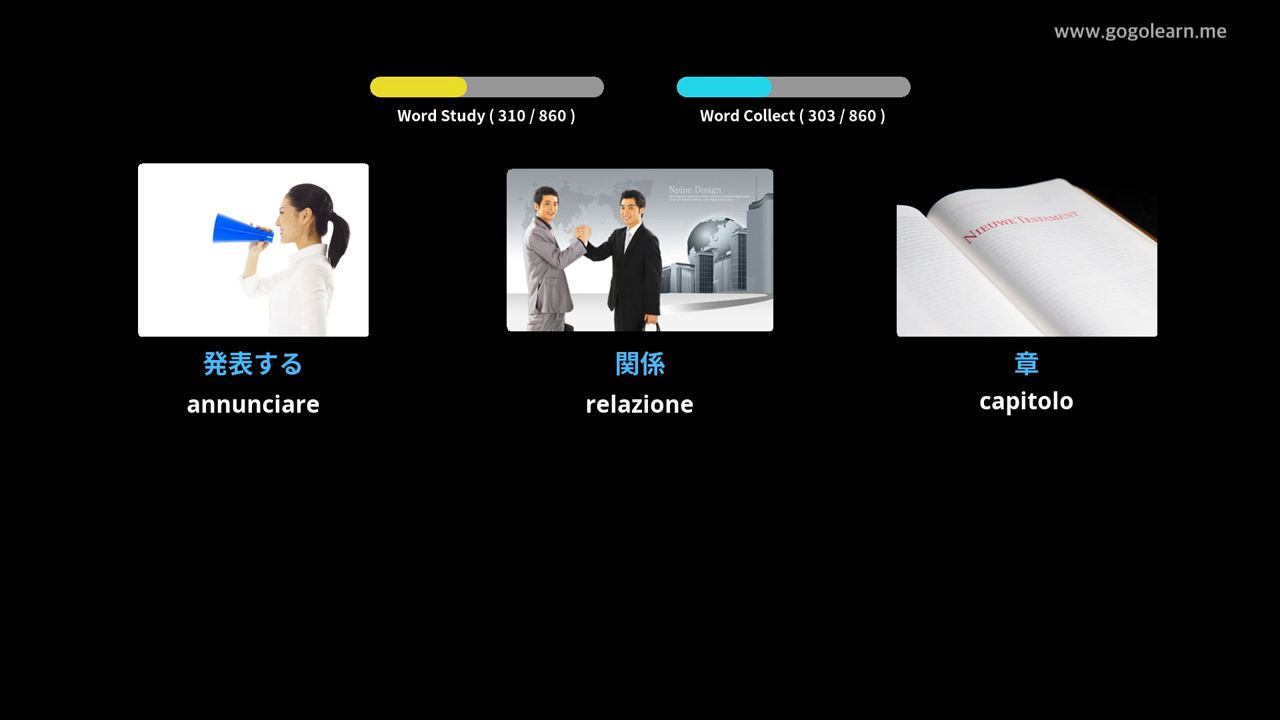 www.gogolearn.me
Word Study ( 310 / 860 )
Word Collect ( 303 / 860 )
Npine Design
NIEUWE TESTAMENT
発表する
関係
章
annunciare
relazione
capitolo